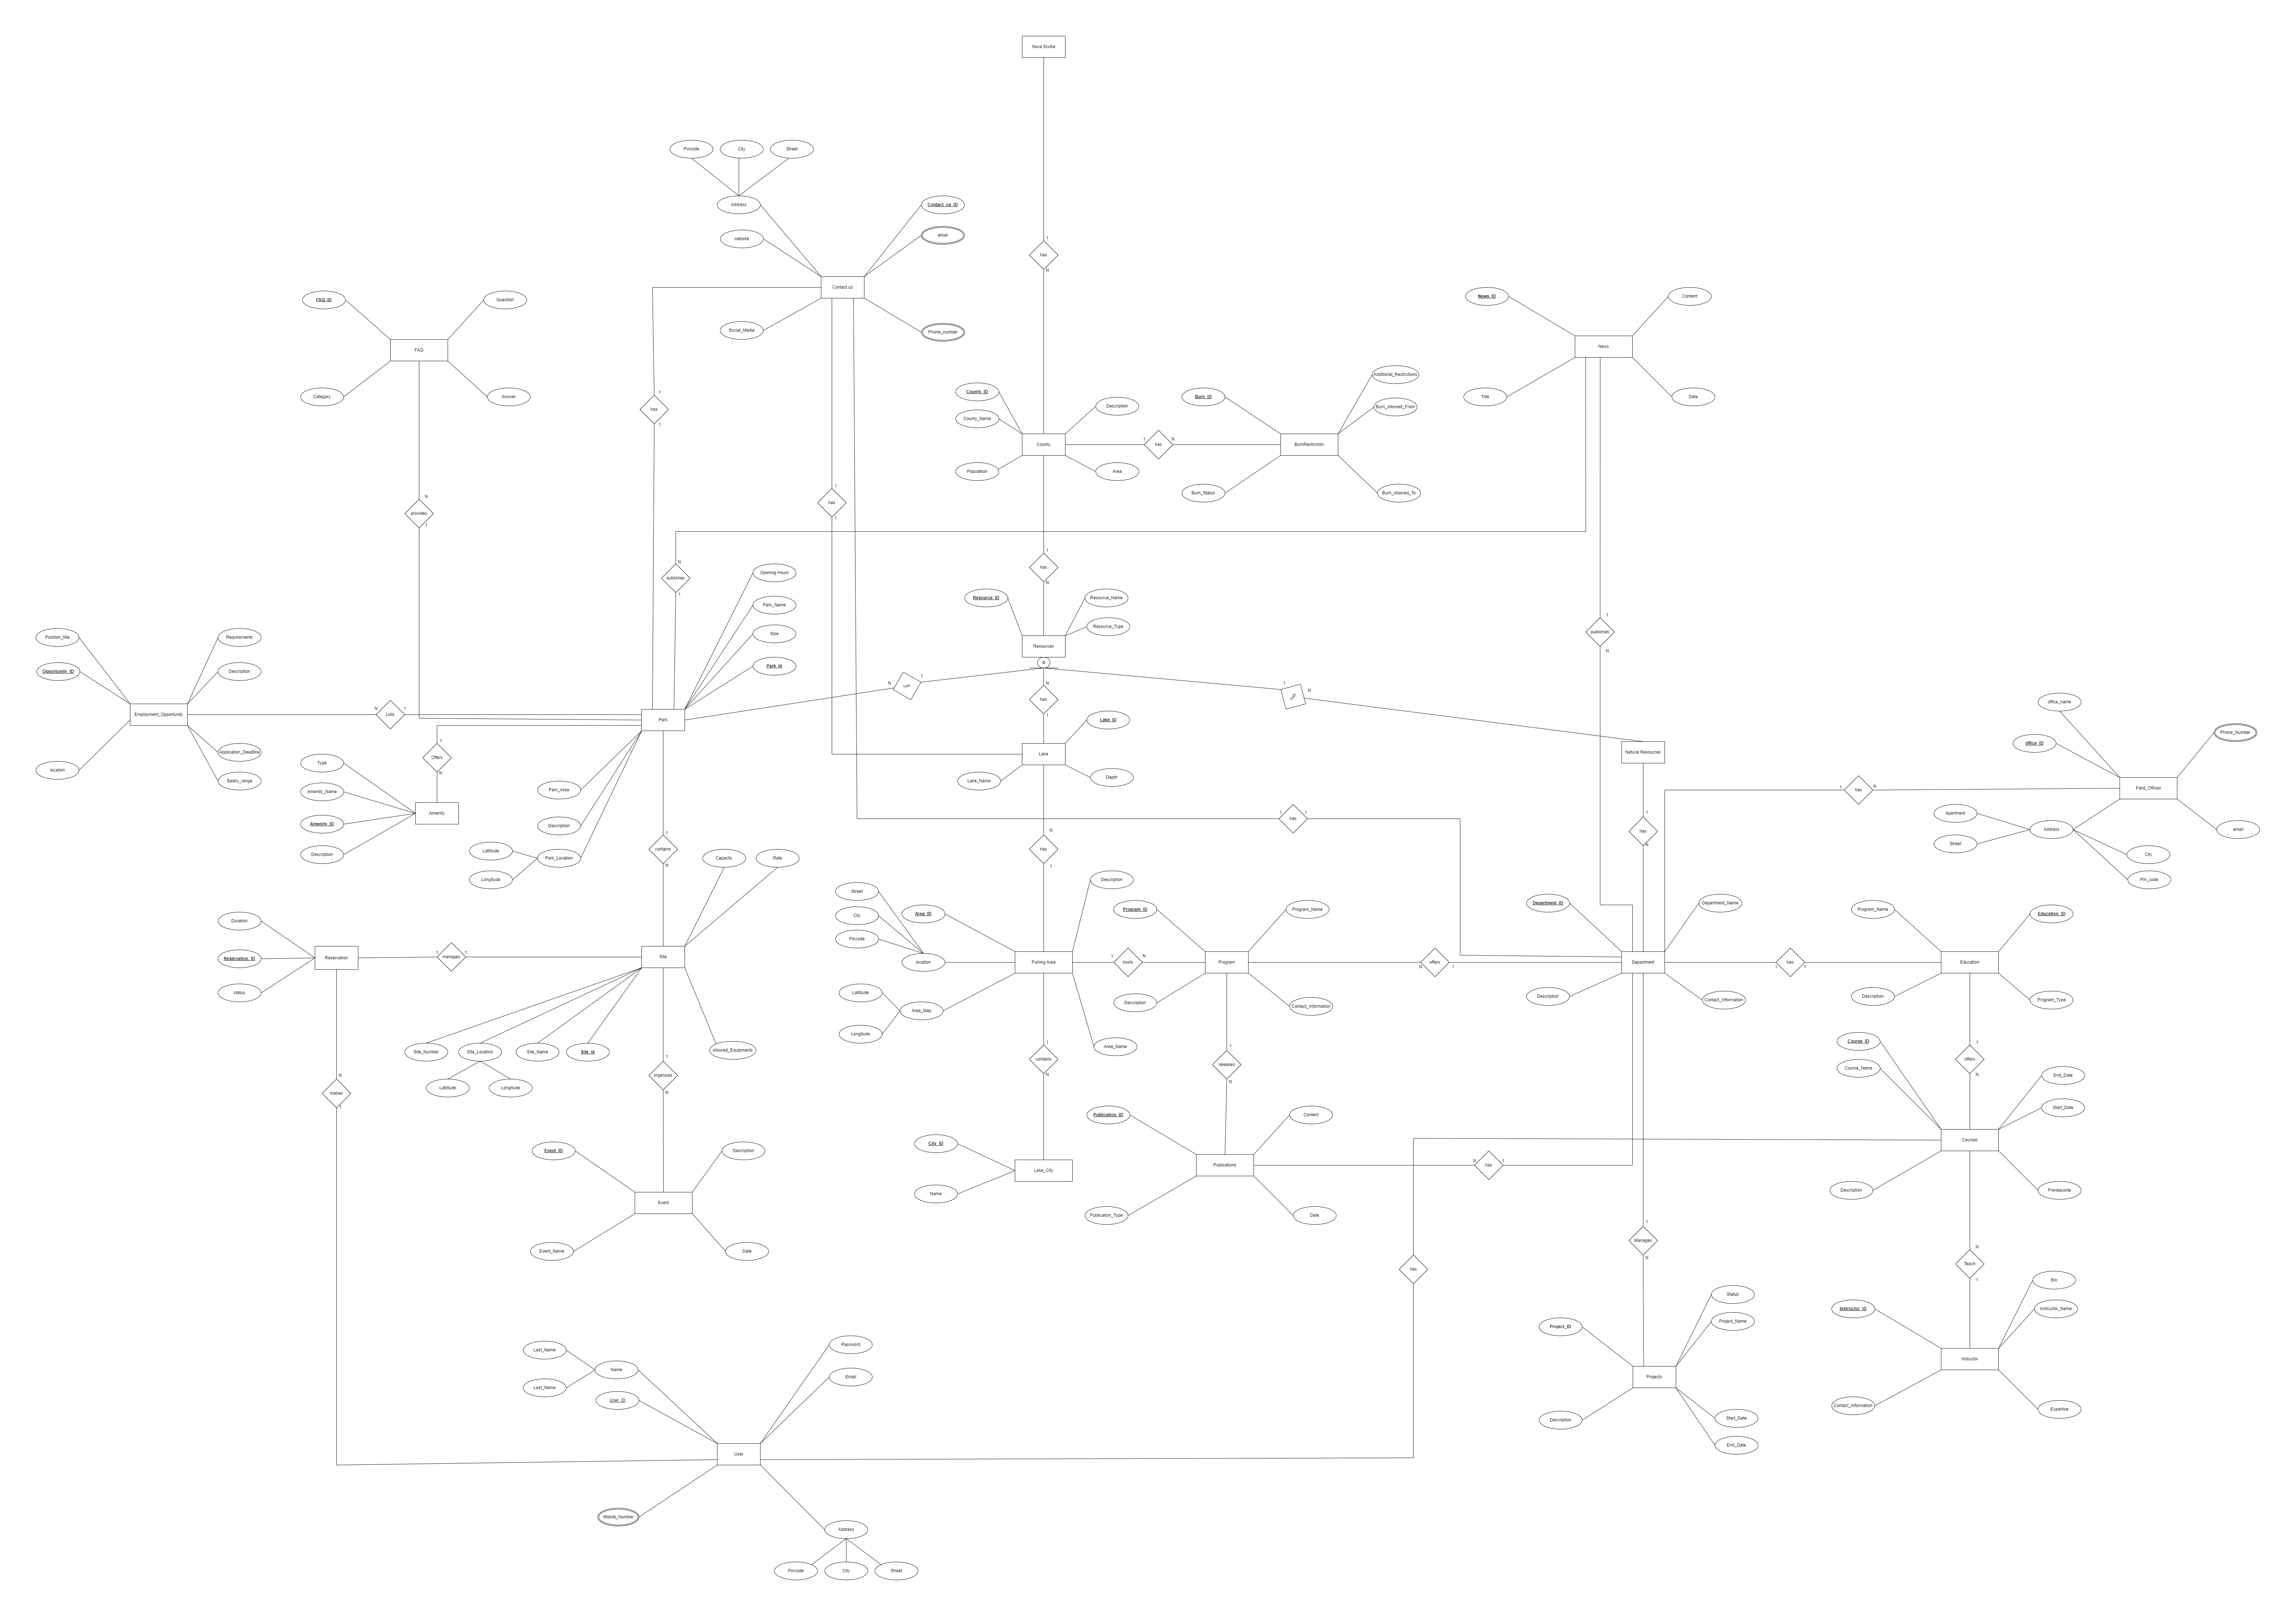 Nova Scotia
Pincode
City
Street
Address
Contact_us_ID
website
email
1
has
N
Contact us
Social_Media
Phone_number
FAQ_ID
Question
FAQ
Category
Answer
News_ID
Content
News
Title
Date
1
has
1
County_ID
County_Name
Description
County
Population
Area
1
has
N
Burn_ID
Additional_Restrictions
Burn_Allowed_From
BurnRestriction
Burn_Status
Burn_Allowed_To
1
has
1
N
provides
1
N
publishes
1
1
has
N
Opening Hours
Park_Name
Size
Park_Id
Resource_ID
Resource_Name
Resource_Type
Resources
d
1
publishes
N
Position_title
Requirements
Opportunity_ID
Description
Employment_Opportunity
location
Application_Deadline
Salary_range
N
Lists
1
Park
N
has
1
N
has
1
1
has
N
Natural Resources
1
Offers
N
Type
Amenity_Name
Amenity_ID
Description
Amenity
Park_Area
Description
Park_Location
Lattitude
Longitude
Lake_ID
Lake
Lake_Name
Depth
office_name
office_ID
Phone_Number
Field_Offices
Apartment
Street
Address
City
Pin_code
email
1
has
N
1
has
1
1
has
N
1
contains
N
N
has
1
Capacity
Rate
Duration
Reservation_ID
status
Reservation
1
manages
1
Site
Site_Number
Site_Location
Site_Name
Site_id
Allowed_Equipments
Lattitude
Longitude
Street
City
Pincode
location
Area_ID
Description
Fishing Area
Lattitude
Longitude
Area_Map
Area_Name
1
hosts
N
Program_ID
Program_Name
Program
Description
Contact_Information
N
offers
1
Department_ID
Department_Name
Department
Description
Contact_Information
1
has
1
Program_Name
Education_ID
Education
Description
Program_Type
N
makes
1
1
organizes
N
1
contains
N
1
releases
N
1
offers
N
Course_ID
Course_Name
End_Date
Start_Date
Courses
Description
Prerequisite
Event_ID
Description
Event
Event_Name
Date
City_ID
Lake_City
Name
Publication_ID
Content
Publications
Publication_Type
Date
N
has
1
1
Manages
N
has
N
Teach
1
Status
Project_ID
Project_Name
Projects
Description
Start_Date
End_Date
Bio
Instructor_ID
Instructor_Name
Instuctor
Contact_Information
Expertise
Last_Name
Name
Last_Name
User_ID
Password
Email
User
Mobile_Number
Address
Pincode
City
Street